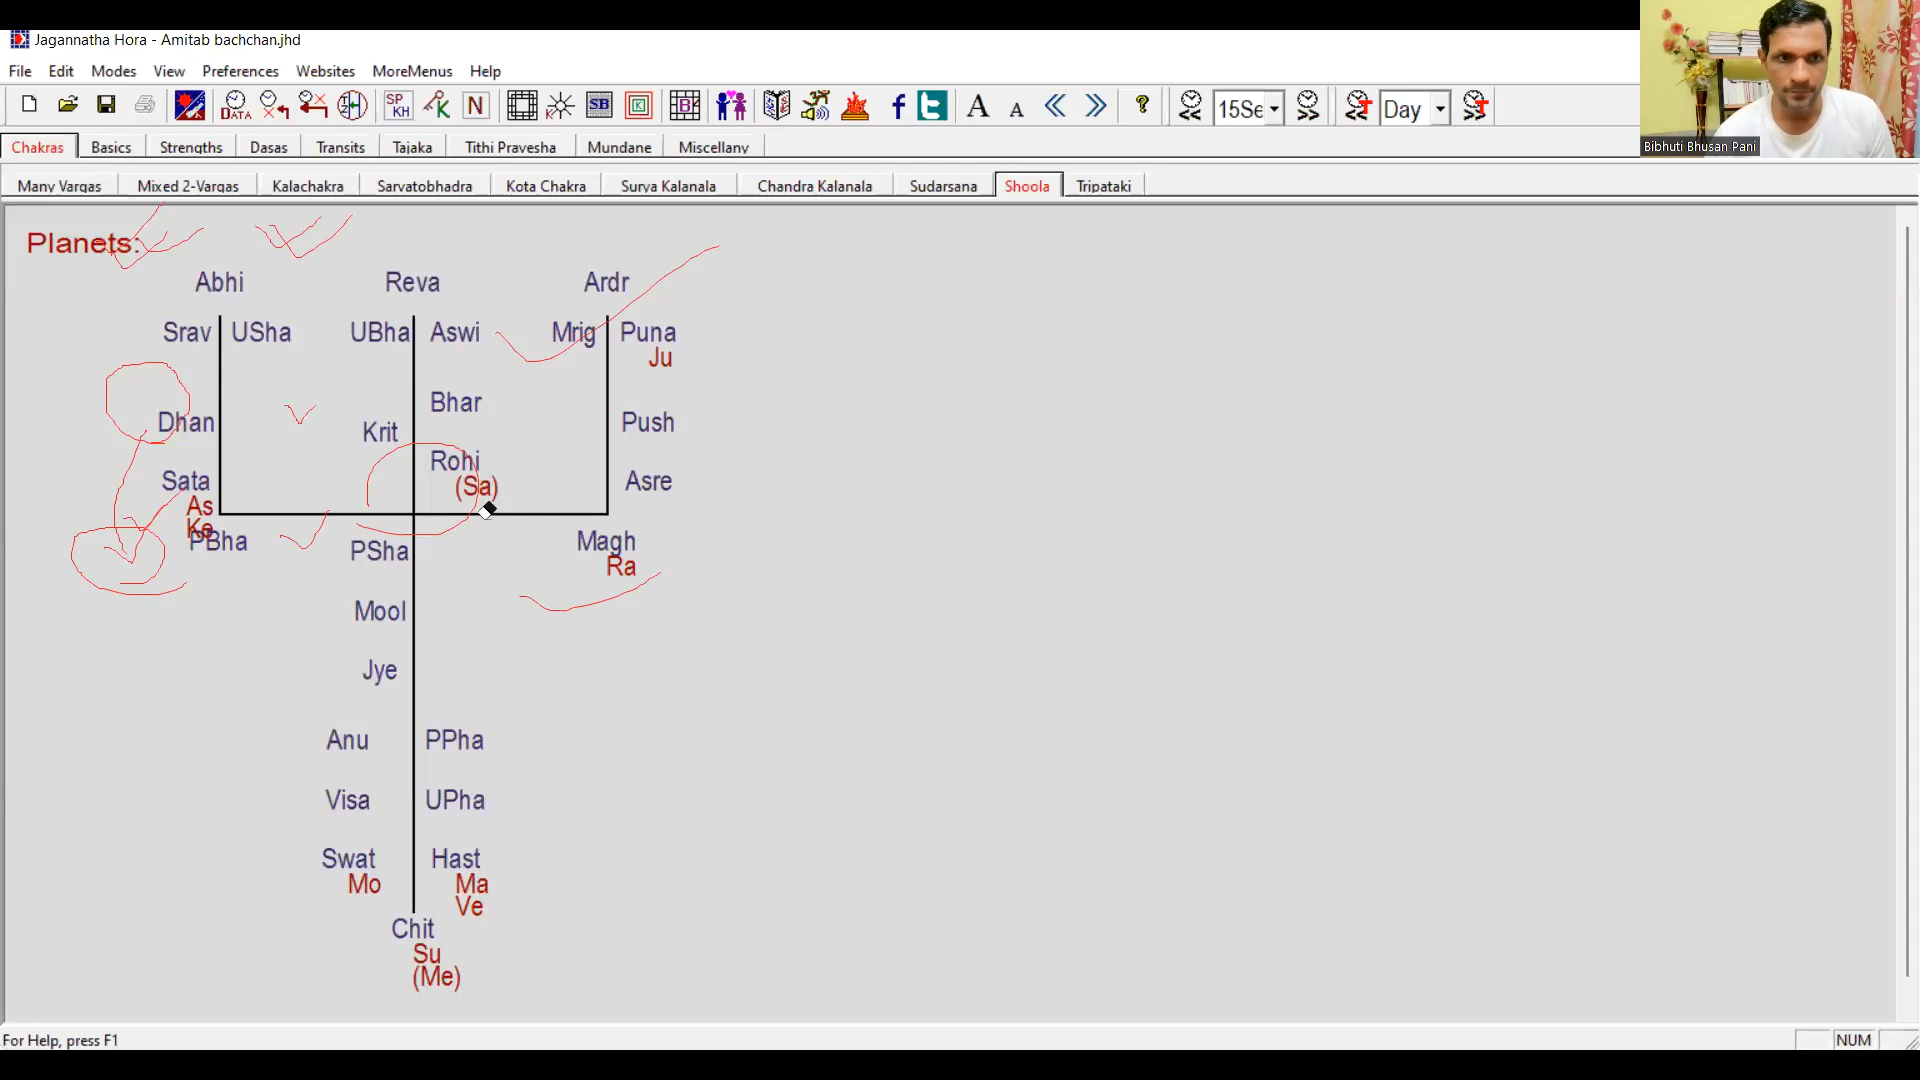 Jagannatha Hora - Amitab bachchan.jhd
File Edit Modes View Preferences Websites MoreMenus Help
DATA SP KH K N SB K B A A ? 15Se Day
Chakras Basics Strengths Dasas Transits Tajaka Tithi Pravesha Mundane Miscellany
Bibhuti Bhusan Pani
Many Vargas Mixed 2-Vargas Kalachakra Sarvatobhadra Kota Chakra Surya Kalanala Chandra Kalanala Sudarsana Shoola Tripataki
Planets:
Abhi Reva Ardr
Srav USha UBha Aswi Mrig Puna
Ju
Bhar
Dhan Krit Push
Rohi
Sata (Sa) Asre
As
Ke
PBha PSha Magh
Ra
Mool
Jye
Anu PPha
Visa UPha
Swat Hast
Mo Ma
Ve
Chit
Su
(Me)
For Help, press F1 NUM